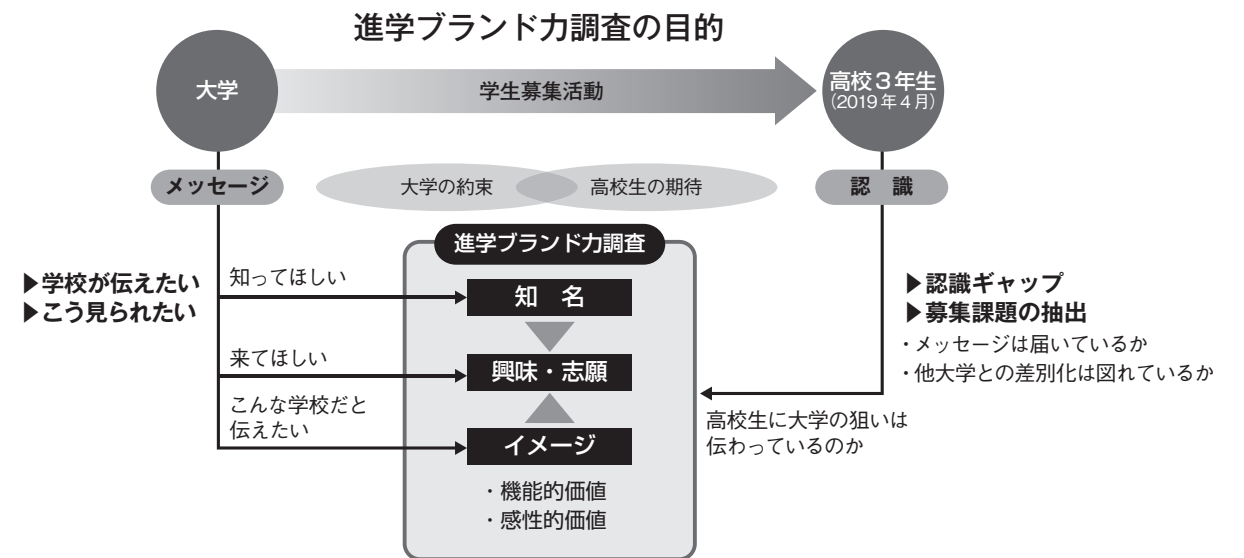 進学ブランド力調査の目的
大学
学生募集活動
高校3年生
(2019年4月)
メッセージ
大学の約束
高校生の期待
認 識
進学ブランド力調査
▶学校が伝えたい
▶こう見られたい
知ってほしい
知 名
来てほしい
興味・志願
こんな学校だと
伝えたい
イメージ
・機能的価値
・感性的価値
▶認識ギャップ
▶募集課題の抽出
・メッセージは届いているか
・他大学との差別化は図れているか
高校生に大学の狙いは
伝わっているのか